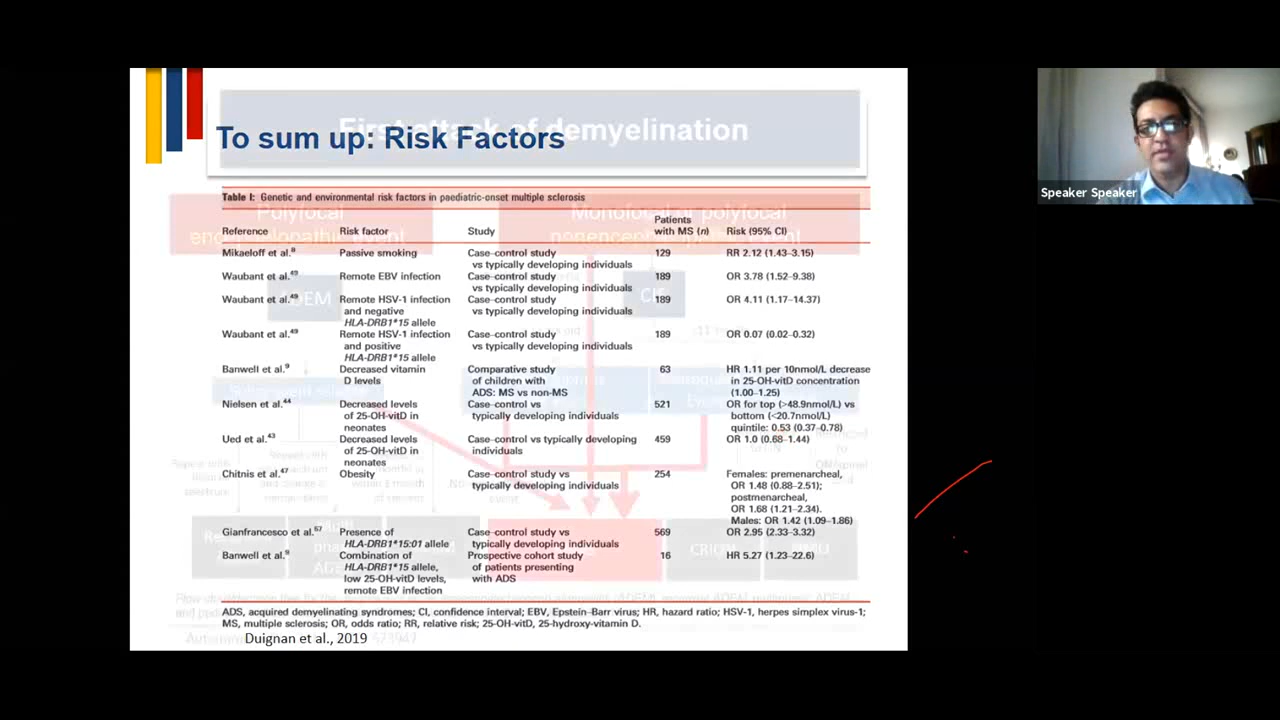 To sum up: Risk Factors
First attack of demyelination
Table I: Genetic and environmental risk factors in paediatric-onset multiple sclerosis
Polyfocal
Monofocal or polyfocal
Reference Risk factor Study Patients with MS (n) Risk (95% CI)
Mikaeloff et al.8 Passive smoking Case–control study 129 RR 2.12 (1.43–3.15)
vs typically developing individuals
Waubant et al.49 Remote EBV infection Case–control study 189 OR 3.78 (1.52–9.38)
vs typically developing individuals
Waubant et al.49 Remote HSV-1 infection Case–control study 189 OR 4.11 (1.17–14.37)
and negative vs typically developing individuals
HLA-DRB1*15 allele
Waubant et al.49 Remote HSV-1 infection Case–control study 189 OR 0.07 (0.02–0.32)
and positive vs typically developing individuals
HLA-DRB1*15 allele
Banwell et al.9 Decreased vitamin Comparative study 63 HR 1.11 per 10nmol/L decrease
D levels of children with in 25-OH-vitD concentration
ADS: MS vs non-MS (1.00–1.25)
Nielsen et al.44 Decreased levels Case–control vs 521 OR for top (>48.9nmol/L) vs
of 25-OH-vitD in typically developing individuals bottom (<20.7nmol/L)
neonates quintile: 0.53 (0.37–0.78)
Ued et al.43 Decreased levels Case–control vs typically developing 459 OR 1.0 (0.68–1.44)
of 25-OH-vitD in individuals
neonates
Chitnis et al.47 Obesity Case–control study vs 254 Females: premenarcheal,
typically developing individuals OR 1.48 (0.88–2.51);
postmenarcheal,
OR 1.68 (1.21–2.34).
Males: OR 1.42 (1.09–1.86)
Gianfrancesco et al.57 Presence of Case–control study vs 569 OR 2.95 (2.33–3.32)
HLA-DRB1*15:01 allele typically developing individuals
Banwell et al.9 Combination of Prospective cohort study 16 HR 5.27 (1.23–22.6)
HLA-DRB1*15 allele, of patients presenting
low 25-OH-vitD levels, with ADS
remote EBV infection
ADS, acquired demyelinating syndromes; CI, confidence interval; EBV, Epstein–Barr virus; HR, hazard ratio; HSV-1, herpes simplex virus-1;
MS, multiple sclerosis; OR, odds ratio; RR, relative risk; 25-OH-vitD, 25-hydroxy-vitamin D.
Duignan et al., 2019
Speaker Speaker